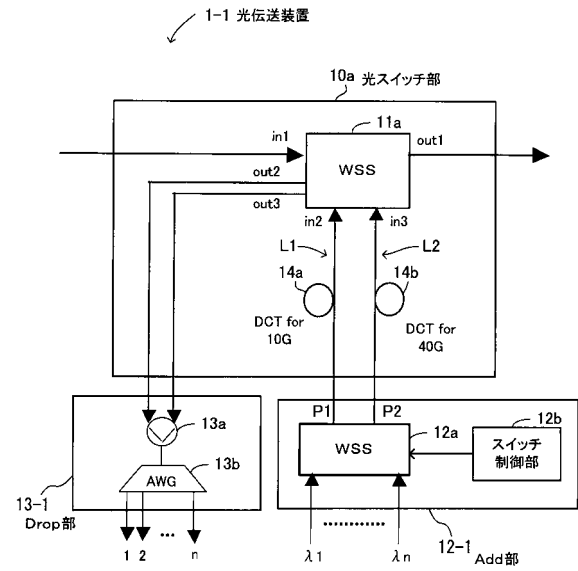 1-1 光伝送装置
10a 光スイッチ部
11a
in1
WSS
out1
out2
out3
in2
in3
L1
L2
14a
14b
DCT for
10G
DCT for
40G
P1
P2
13a
13b
AWG
13-1
Drop部
1
2
...
n
WSS
12a
12b
スイッチ
制御部
λ1
............
λn
12-1
Add部